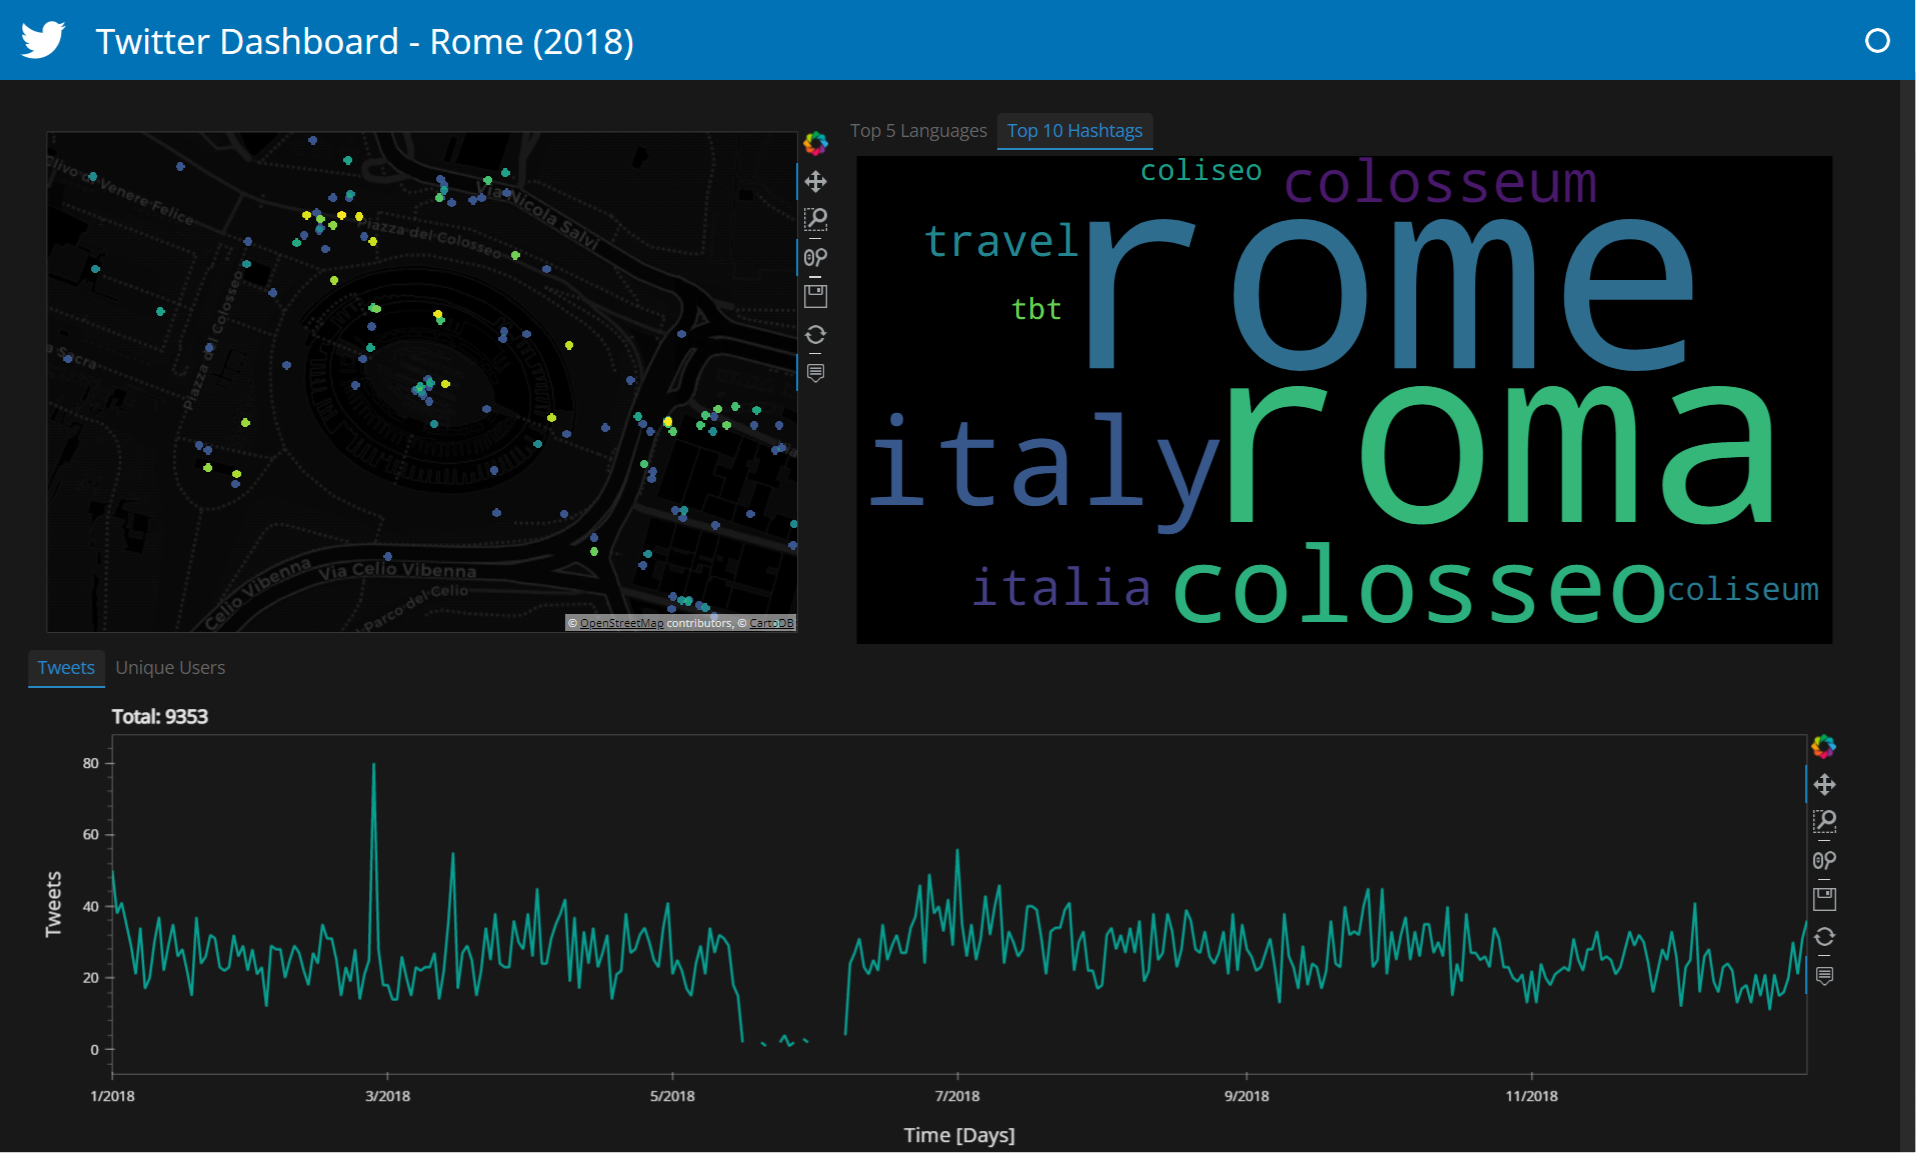 Twitter Dashboard - Rome (2018)
Top 5 Languages
Top 10 Hashtags
Clivo di Venere Felice
Via Nicola Salvi
Piazza del Colosseo
Piazza del Colosseo
a Sacra
Via Celio Vibenna
Celio Vibenna
Parco del Celio
© OpenStreetMap contributors, © CartoDB
coliseo
colosseum
travel
rome
tbt
italy
roma
italia
colosseo
coliseum
Tweets
Unique Users
Total: 9353
Tweets
80
60
40
20
0
1/2018
3/2018
5/2018
7/2018
9/2018
11/2018
Time [Days]